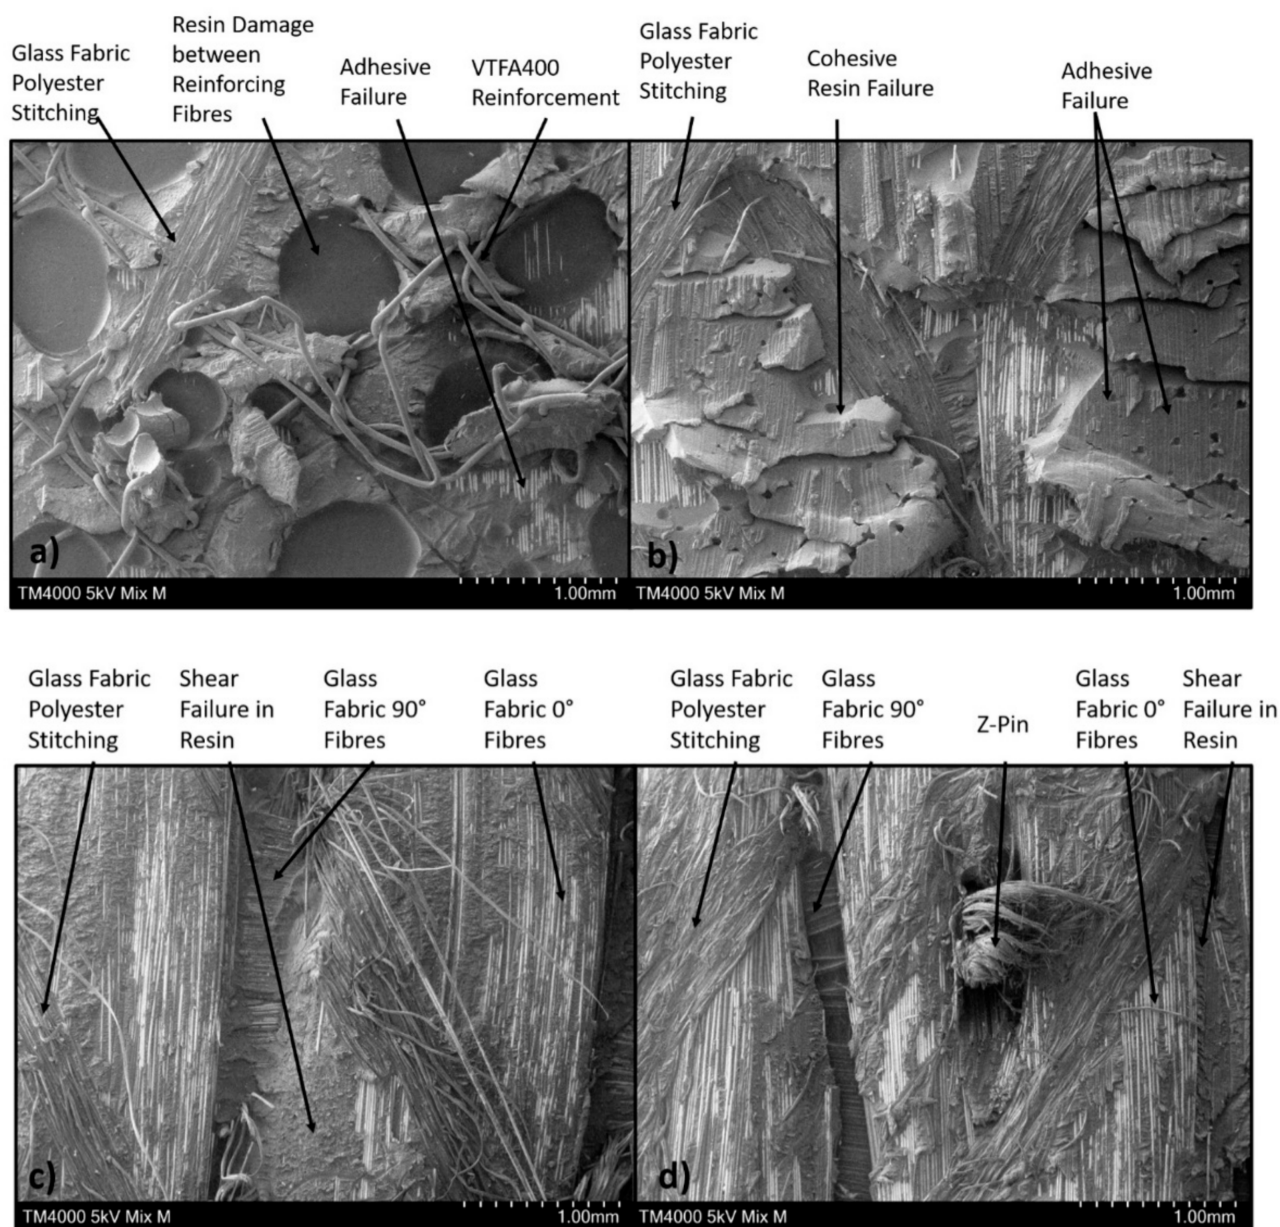 Glass Fabric
Polyester
Stitching
Resin Damage
between
Reinforcing
Fibres
Adhesive
Failure
VTFA400
Reinforcement
Glass Fabric
Polyester
Stitching
Cohesive
Resin Failure
Adhesive
Failure
a)
TM4000 5kV Mix M
1.00mm
b)
TM4000 5kV Mix M
1.00mm
Glass Fabric
Polyester
Stitching
Shear
Failure in
Resin
Glass
Fabric 90°
Fibres
Glass
Fabric 0°
Fibres
Glass Fabric
Polyester
Stitching
Glass
Fabric 90°
Fibres
Z-Pin
Glass
Fabric 0°
Fibres
Shear
Failure in
Resin
c)
TM4000 5kV Mix M
1.00mm
d)
TM4000 5kV Mix M
1.00mm